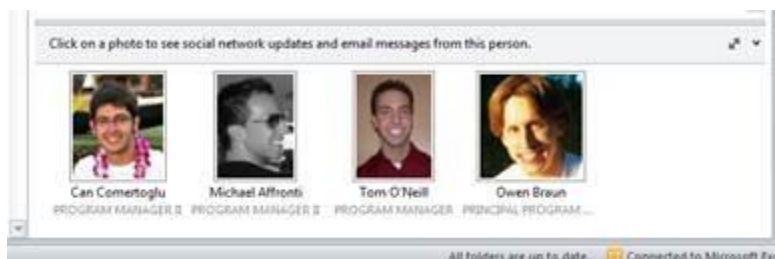 Click on a photo to see social network updates and email messages from this person.
Can Comertoglu
PROGRAM MANAGER II
Michael Affronti
PROGRAM MANAGER II
Tom O'Neill
PROGRAM MANAGER
Owen Braun
PRINCIPAL PROGRAM ...
All folders are up to date. Connected to Microsoft Ex